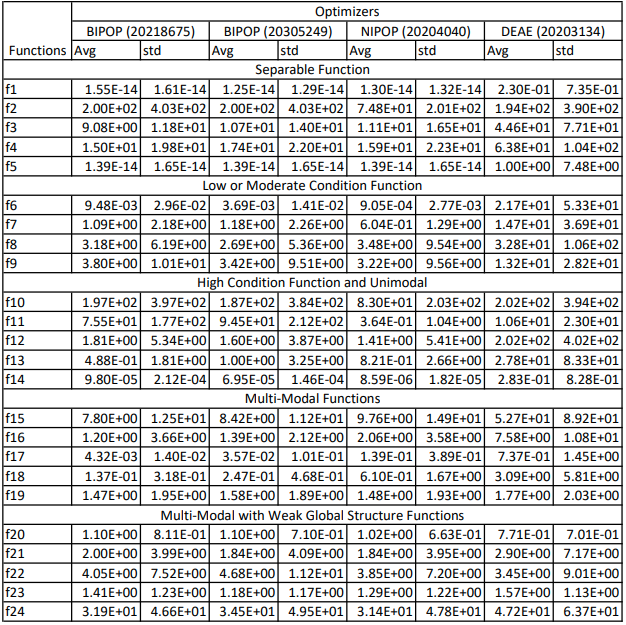 Optimizers
BIPOP (20218675) BIPOP (20305249) NIPOP (20204040) DEAE (20203134)
Functions Avg std Avg std Avg std Avg std
Separable Function
f1 1.55E-14 1.61E-14 1.25E-14 1.29E-14 1.30E-14 1.32E-14 2.30E-01 7.35E-01
f2 2.00E+02 4.03E+02 2.00E+02 4.03E+02 7.48E+01 2.01E+02 1.94E+02 3.90E+02
f3 9.08E+00 1.18E+01 1.07E+01 1.40E+01 1.11E+01 1.65E+01 4.46E+01 7.71E+01
f4 1.50E+01 1.98E+01 1.74E+01 2.20E+01 1.59E+01 2.23E+01 6.38E+01 1.04E+02
f5 1.39E-14 1.65E-14 1.39E-14 1.65E-14 1.39E-14 1.65E-14 1.00E+00 7.48E+00
Low or Moderate Condition Function
f6 9.48E-03 2.96E-02 3.69E-03 1.41E-02 9.05E-04 2.77E-03 2.17E+01 5.33E+01
f7 1.09E+00 2.18E+00 1.18E+00 2.26E+00 6.04E-01 1.29E+00 1.47E+01 3.69E+01
f8 3.18E+00 6.19E+00 2.69E+00 5.36E+00 3.48E+00 9.54E+00 3.28E+01 1.06E+02
f9 3.80E+00 1.01E+01 3.42E+00 9.51E+00 3.22E+00 9.56E+00 1.32E+01 2.82E+01
High Condition Function and Unimodal
f10 1.97E+02 3.97E+02 1.87E+02 3.84E+02 8.30E+01 2.03E+02 2.02E+02 3.94E+02
f11 7.55E+01 1.77E+02 9.45E+01 2.12E+02 3.64E-01 1.04E+00 1.06E+01 2.30E+01
f12 1.81E+00 5.34E+00 1.60E+00 3.87E+00 1.41E+00 5.41E+00 2.02E+02 4.02E+02
f13 4.88E-01 1.81E+00 1.00E+00 3.25E+00 8.21E-01 2.66E+00 2.78E+01 8.33E+01
f14 9.80E-05 2.12E-04 6.95E-05 1.46E-04 8.59E-06 1.82E-05 2.83E-01 8.28E-01
Multi-Modal Functions
f15 7.80E+00 1.25E+01 8.42E+00 1.12E+01 9.76E+00 1.49E+01 5.27E+01 8.92E+01
f16 1.20E+00 3.66E+00 1.39E+00 2.12E+00 2.06E+00 3.58E+00 7.58E+00 1.08E+01
f17 4.32E-03 1.40E-02 3.57E-02 1.01E-01 1.39E-01 3.89E-01 7.37E-01 1.45E+00
f18 1.37E-01 3.18E-01 2.47E-01 4.68E-01 6.10E-01 1.67E+00 3.09E+00 5.81E+00
f19 1.47E+00 1.95E+00 1.58E+00 1.89E+00 1.48E+00 1.93E+00 1.77E+00 2.03E+00
Multi-Modal with Weak Global Structure Functions
f20 1.10E+00 8.11E-01 1.10E+00 7.10E-01 1.02E+00 6.63E-01 7.71E-01 7.01E-01
f21 2.00E+00 3.99E+00 1.84E+00 4.09E+00 1.84E+00 3.95E+00 2.90E+00 7.17E+00
f22 4.05E+00 7.52E+00 4.68E+00 1.12E+01 3.85E+00 7.20E+00 3.45E+00 9.01E+00
f23 1.41E+00 1.23E+00 1.18E+00 1.17E+00 1.29E+00 1.22E+00 1.57E+00 1.13E+00
f24 3.19E+01 4.66E+01 3.45E+01 4.95E+01 3.14E+01 4.78E+01 4.72E+01 6.37E+01